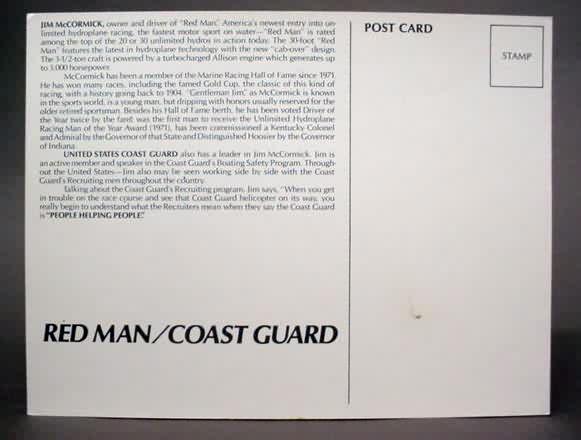 JIM McCORMICK, owner and driver of "Red Man," America's newest entry into un-
limited hydroplane racing, the fastest motor sport on water—"Red Man" is rated
among the top of the 20 or 30 unlimited hydros in action today. The 30-foot "Red
Man" features the latest in hydroplane technology with the new "cab-over" design.
The 3-1/2-ton craft is powered by a turbocharged Allison engine which generates up
to 3,000 horsepower.
McCormick has been a member of the Marine Racing Hall of Fame since 1971.
He has won many races, including the famed Gold Cup, the classic of this kind of
racing, with a history going back to 1904. "Gentleman Jim," as McCormick is known
in the sports world, is a young man, but dripping with honors usually reserved for the
older retired sportsman. Besides his Hall of Fame berth, he has been voted Driver of
the Year twice by the fans; was the first man to receive the Unlimited Hydroplane
Racing Man of the Year Award (1971), has been commissioned a Kentucky Colonel
and Admiral by the Governor of that State and Distinguished Hoosier by the Governor
of Indiana.
UNITED STATES COAST GUARD also has a leader in Jim McCormick. Jim is
an active member and speaker in the Coast Guard's Boating Safety Program. Through-
out the United States—Jim also may be seen working side by side with the Coast
Guard's Recruiting men throughout the country.
Talking about the Coast Guard's Recruiting program, Jim says, "When you get
in trouble on the race course and see that Coast Guard helicopter on its way, you
really begin to understand what the Recruiters mean when they say the Coast Guard
is "PEOPLE HELPING PEOPLE."
RED MAN/COAST GUARD
POST CARD
STAMP